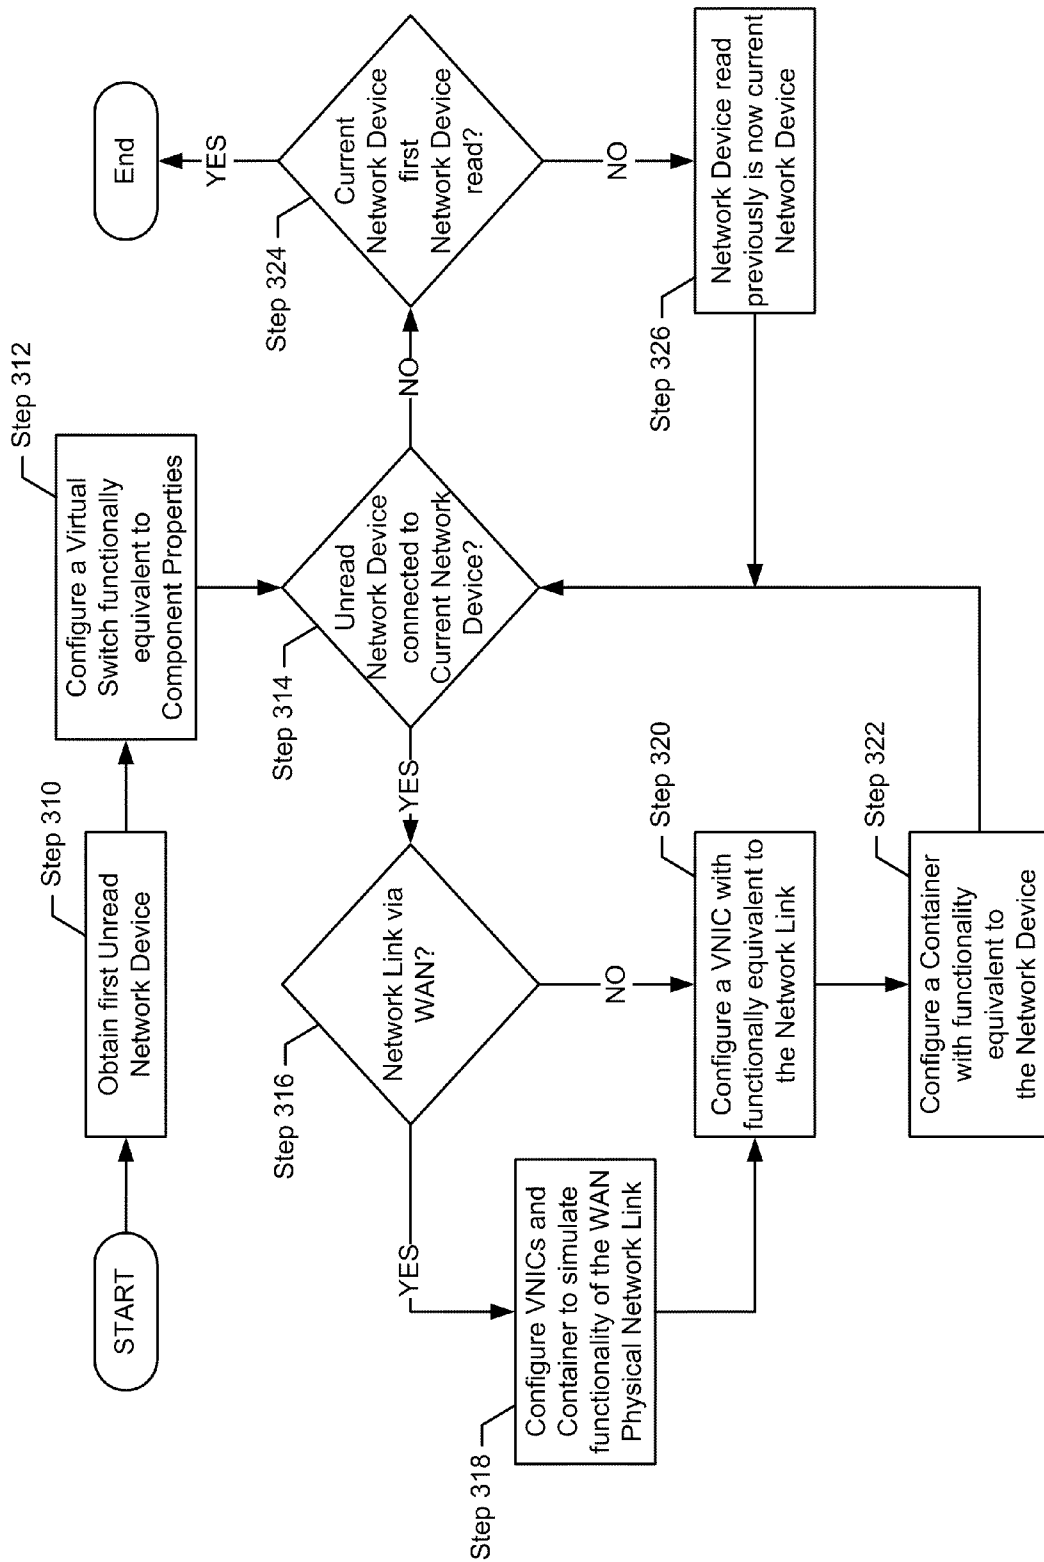 START
Step 310
Obtain first Unread
Network Device
Step 312
Configure a Virtual
Switch functionally
equivalent to
Component Properties
Step 314
Unread
Network Device
connected to
Current Network
Device?
YES
NO
Step 316
Network Link via
WAN?
YES
NO
Step 318
Configure VNICs and
Container to simulate
functionality of the WAN
Physical Network Link
Step 320
Configure a VNIC with
functionally equivalent to
the Network Link
Step 322
Configure a Container
with functionality
equivalent to
the Network Device
Step 324
Current
Network Device
first
Network Device
read?
YES
NO
End
Step 326
Network Device read
previously is now current
Network Device